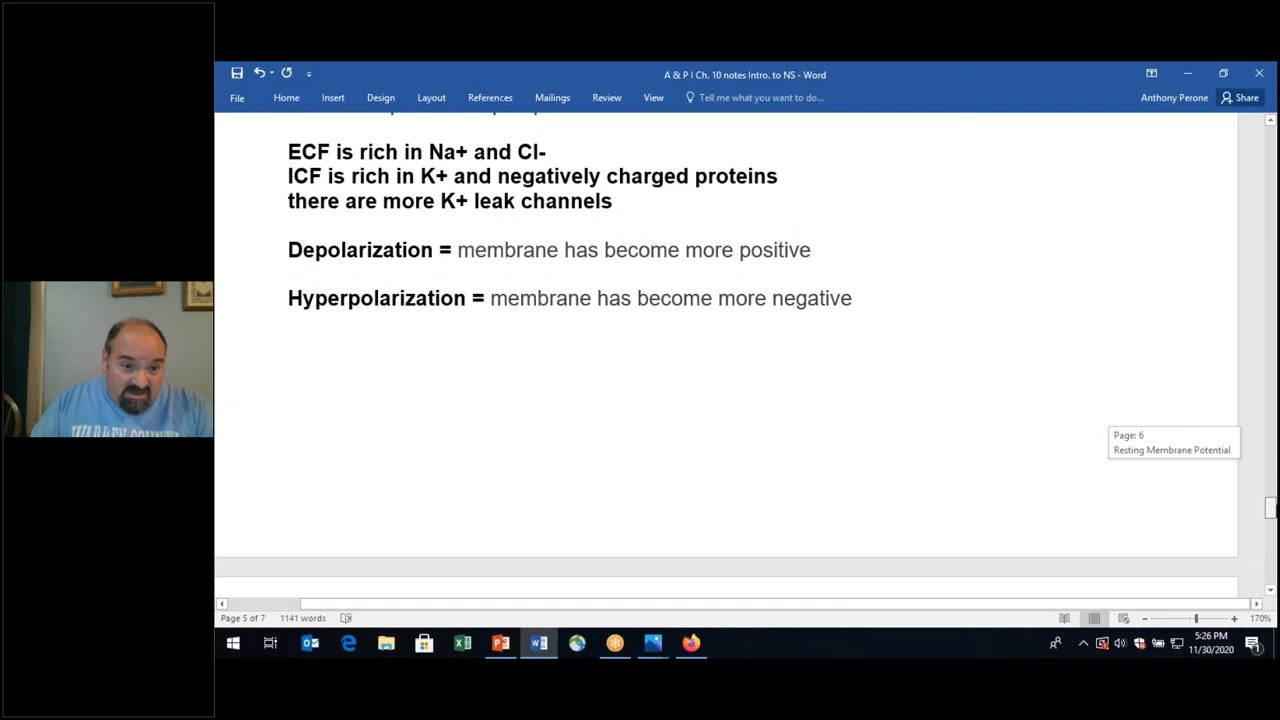 A & P I Ch. 10 notes Intro. to NS - Word
File Home Insert Design Layout References Mailings Review View Tell me what you want to do... Anthony Perone Share
ECF is rich in Na+ and Cl-
ICF is rich in K+ and negatively charged proteins
there are more K+ leak channels
Depolarization = membrane has become more positive
Hyperpolarization = membrane has become more negative
Page: 6
Resting Membrane Potential
Page 5 of 7 1141 words 170%
5:26 PM
11/30/2020